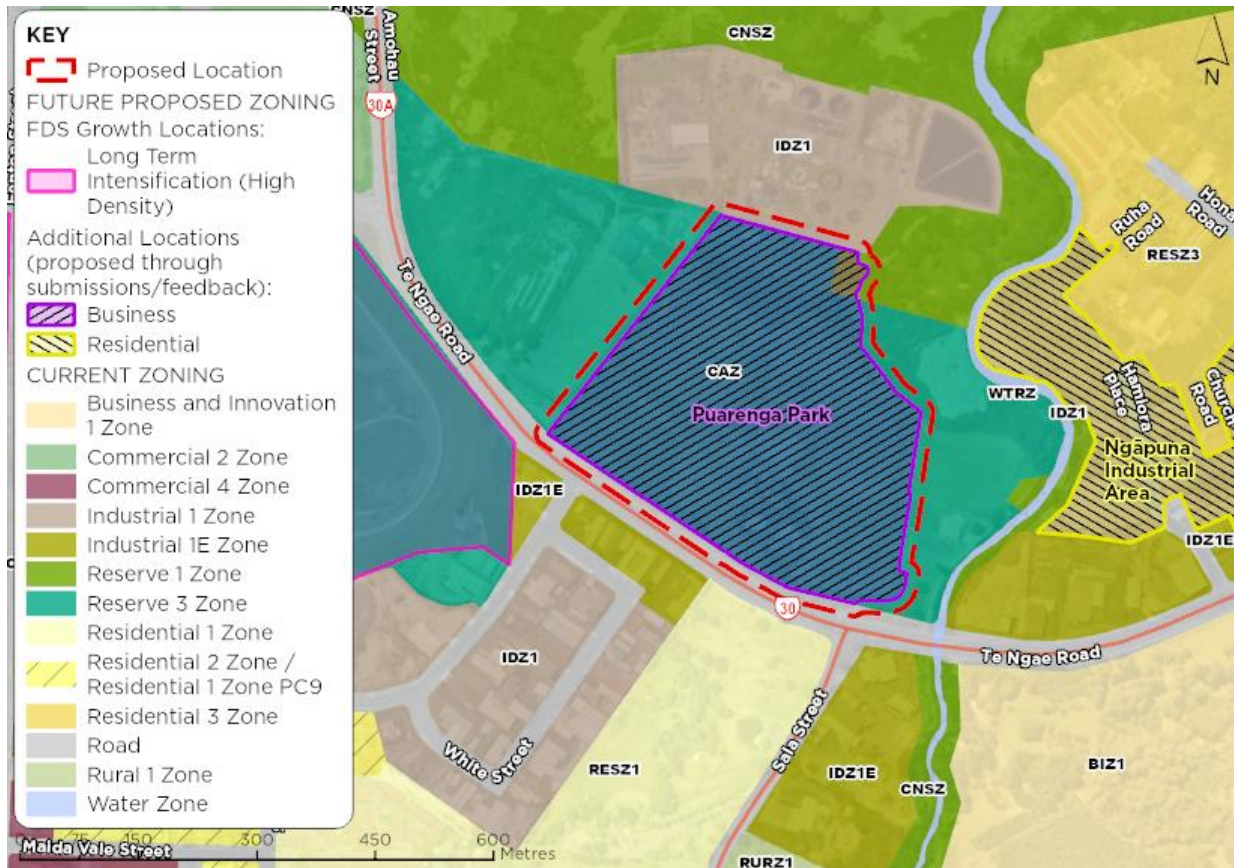 KEY
Proposed Location
FUTURE PROPOSED ZONING
FDS Growth Locations:
Long Term
Intensification (High
Density)
Additional Locations
(proposed through
submissions/feedback):
Business
Residential
CURRENT ZONING
Business and Innovation
1 Zone
Commercial 2 Zone
Commercial 4 Zone
Industrial 1 Zone
Industrial 1E Zone
Reserve 1 Zone
Reserve 3 Zone
Residential 1 Zone
Residential 2 Zone /
Residential 1 Zone PC9
Residential 3 Zone
Road
Rural 1 Zone
Water Zone
CNSZ
Amohau
Street
30A
CNSZ
N
IDZ1
Ruha
Road
Hona
Road
RESZ3
Te Ngae Road
CAZ
Puarenga Park
WTRZ
IDZ1
Hamiora
Place
Church
Road
Ngāpuna
Industrial
Area
IDZ1E
IDZ1E
30
Te Ngae Road
IDZ1
White Street
RESZ1
Sala Street
IDZ1E
CNSZ
BIZ1
RURZ1
0 75 150 300 450 600
Metres
Malda Vale Street